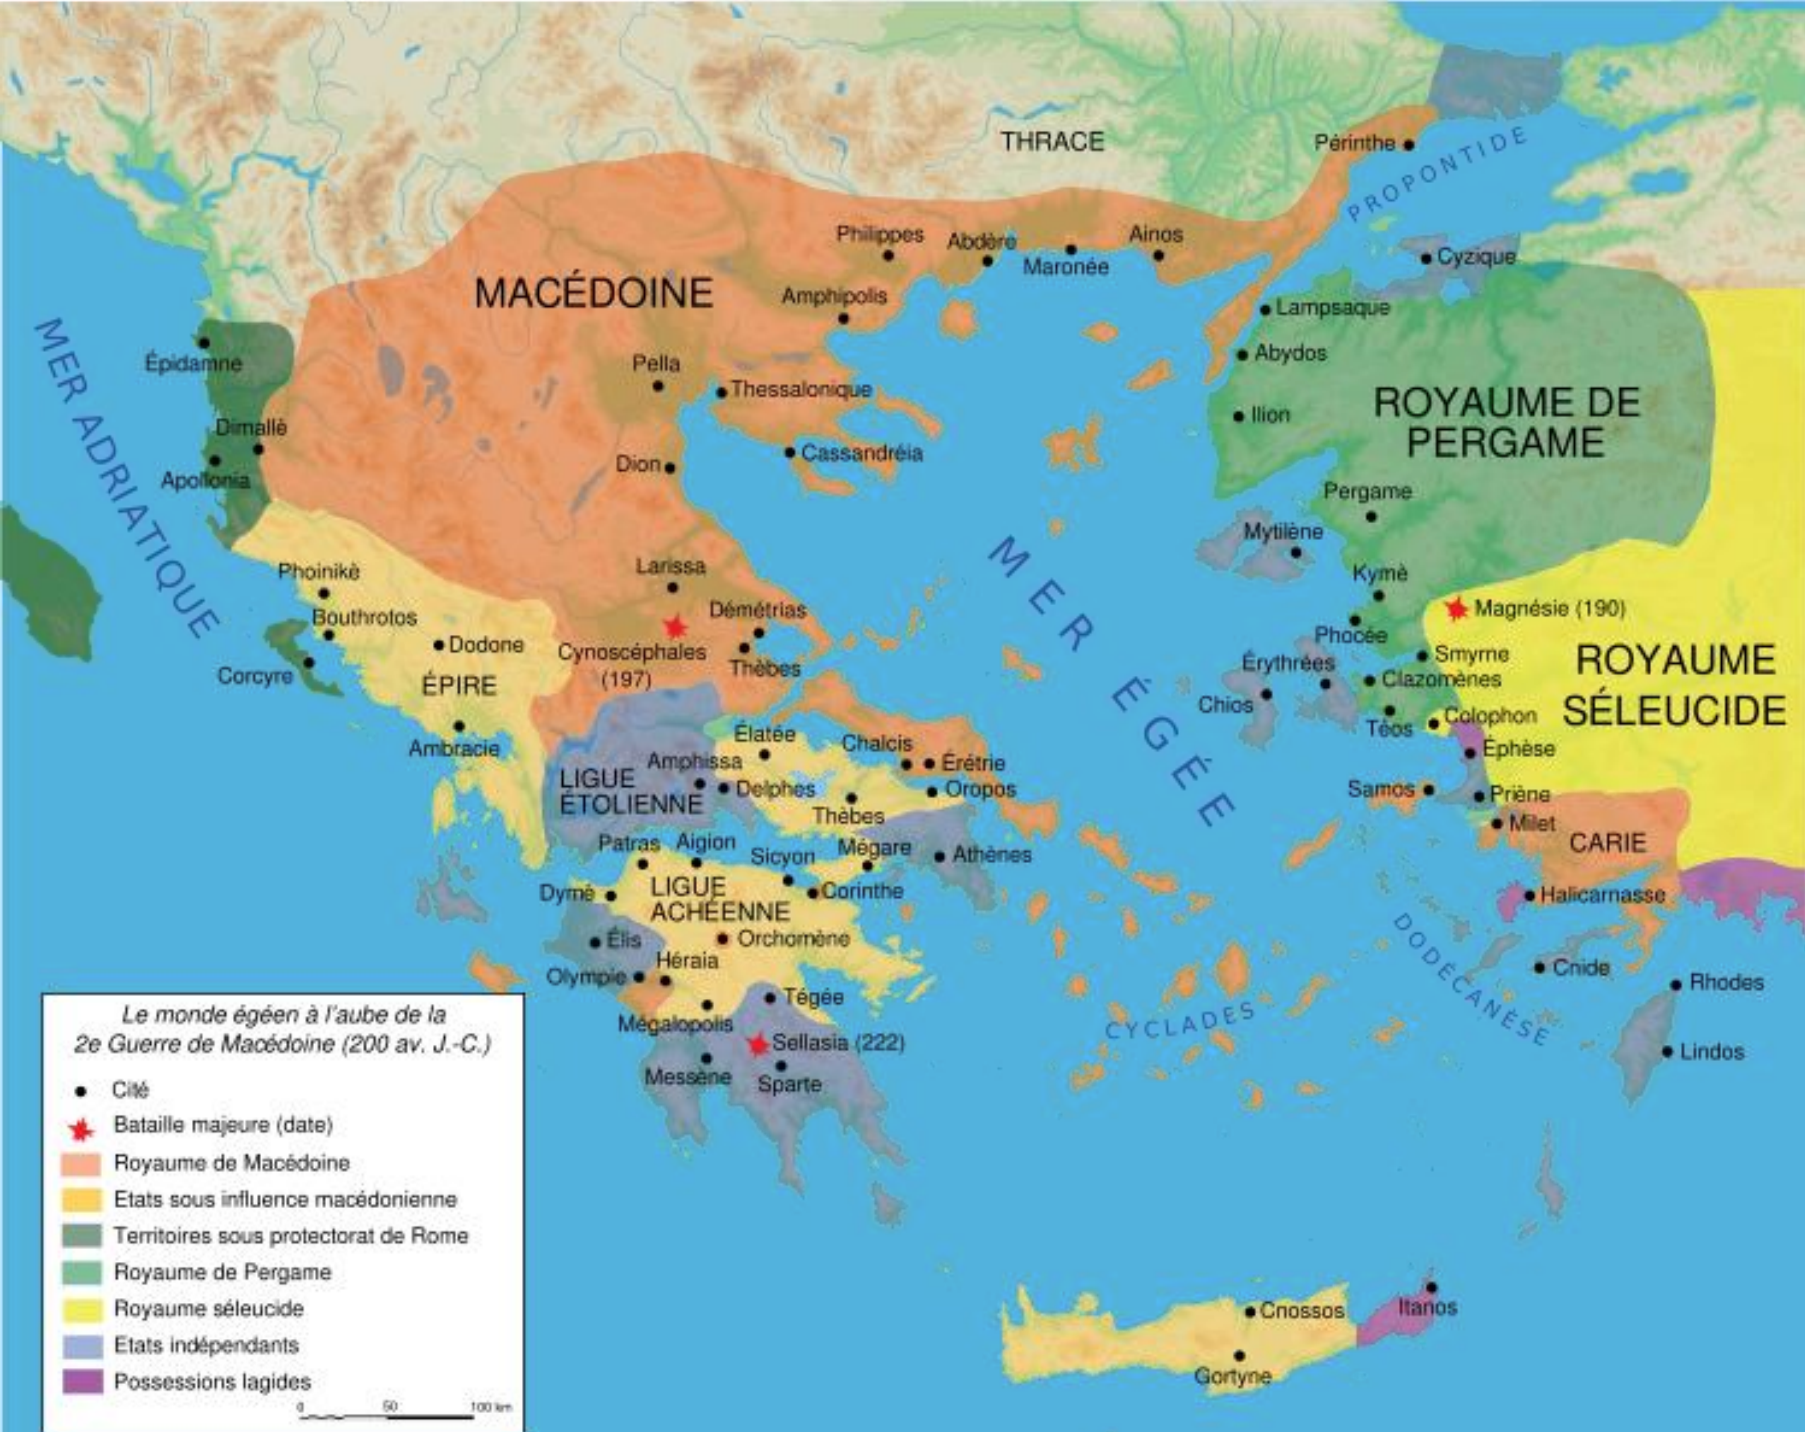 THRACE
Périnthe
PROPONTIDE
Philippes
Abdère
Ainos
Maronée
Cyzique
MACÉDOINE
Amphipolis
Lampsaque
MER ADRIATIQUE
Épidamne
Pella
Abydos
Thessalonique
ROYAUME DE
PERGAME
Ilion
Dimallè
Cassandréia
Dion
Apollonia
Pergame
Mytilène
MER ÉGÉE
Phoinikè
Larissa
Kymè
Bouthrotos
Démétrias
Magnésie (190)
Phocée
Dodone
Cynoscéphales
(197)
Thèbes
Smyrne
ROYAUME
SÉLEUCIDE
Corcyre
ÉPIRE
Érythrées
Clazomènes
Chios
Téos
Colophon
Ambracie
Élatée
Chalcis
Érétrie
Éphèse
Amphissa
LIGUE
ÉTOLIENNE
Delphes
Oropos
Samos
Priène
Thèbes
Milet
Patras
Aigion
Sicyon
Mégare
Athènes
CARIE
Dymè
LIGUE
ACHÉENNE
Corinthe
Halicarnasse
Élis
Orchomène
DODÉCANÈSE
Olympie
Héraia
Cnide
Rhodes
Tégée
Mégalopolis
CYCLADES
Sellasia (222)
Lindos
Messène
Sparte
Cnossos
Itanos
Gortyne
Le monde égéen à l'aube de la
2e Guerre de Macédoine (200 av. J.-C.)
Cité
Bataille majeure (date)
Royaume de Macédoine
Etats sous influence macédonienne
Territoires sous protectorat de Rome
Royaume de Pergame
Royaume séleucide
Etats indépendants
Possessions lagides
0 50 100 km